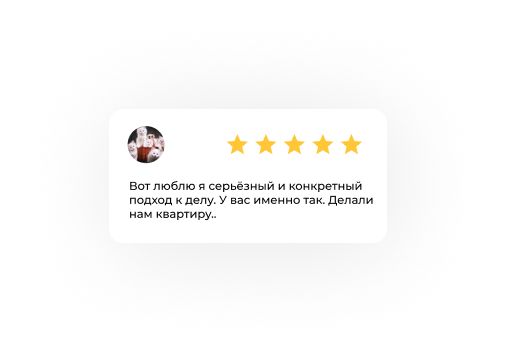 Вот люблю я серьёзный и конкретный
подход к делу. У вас именно так. Делали
нам квартиру..